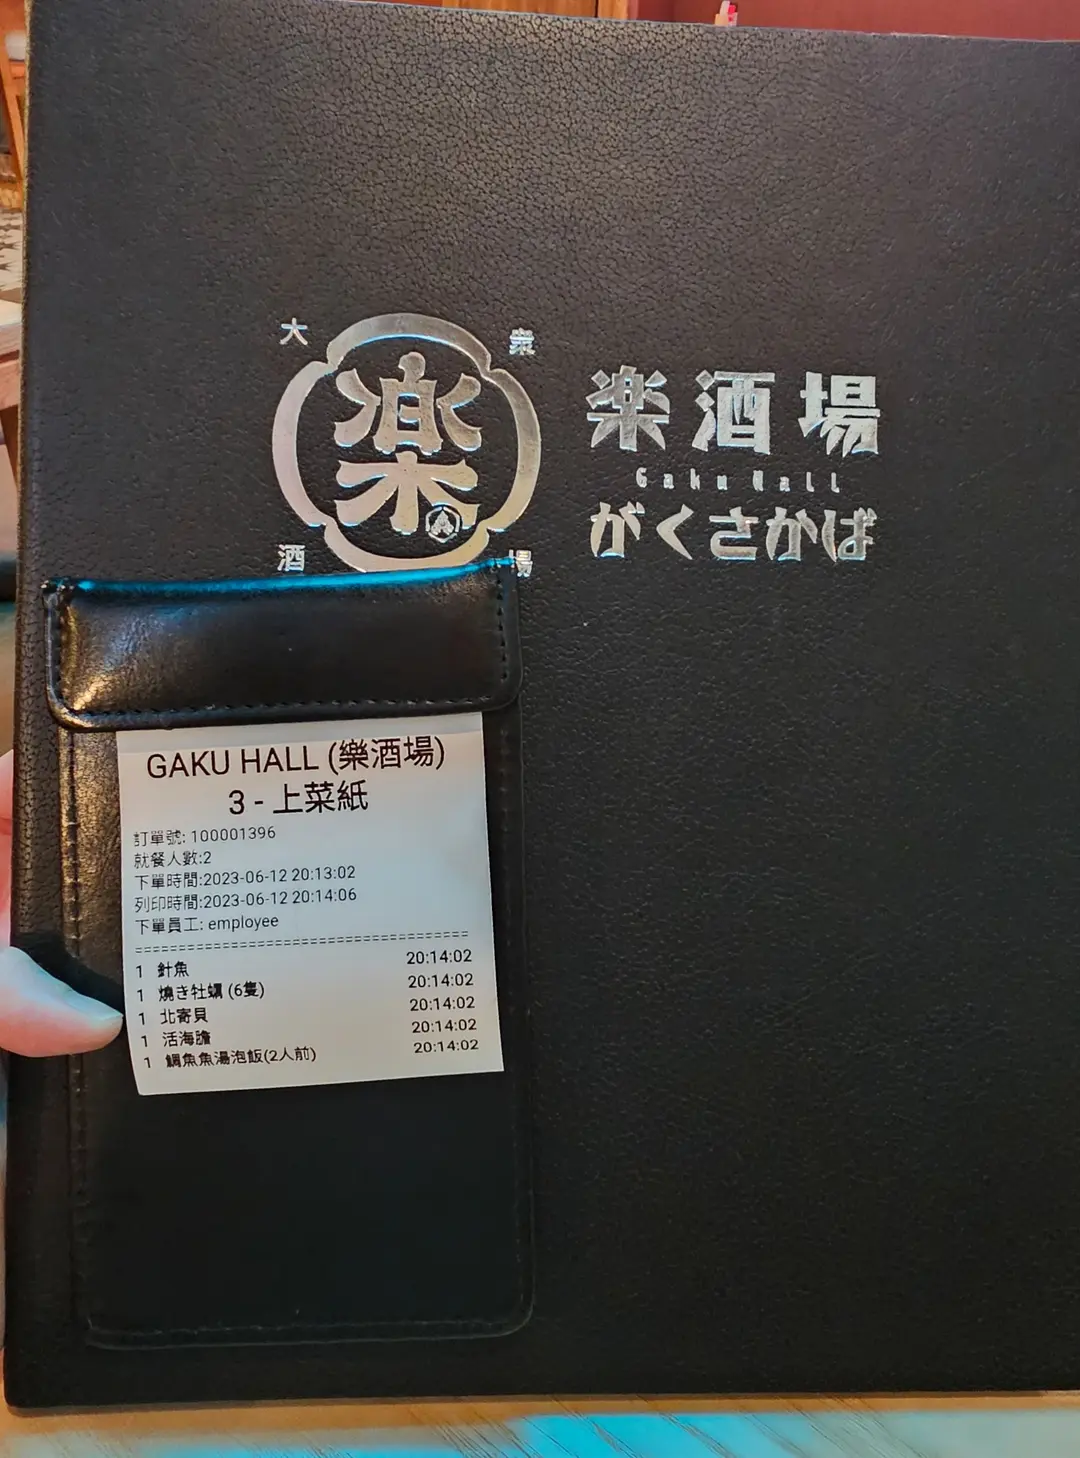 大 衆
楽
酒 場
楽酒場
Gaku Hall
がくさかば
GAKU HALL (樂酒場)
3 - 上菜紙
訂單號: 100001396
就餐人數:2
下單時間:2023-06-12 20:13:02
列印時間:2023-06-12 20:14:06
下單員工: employee
====================================
1 針魚 20:14:02
1 燒き牡蠣 (6隻) 20:14:02
1 北寄貝 20:14:02
1 活海膽 20:14:02
1 鯛魚魚湯泡飯(2人前) 20:14:02